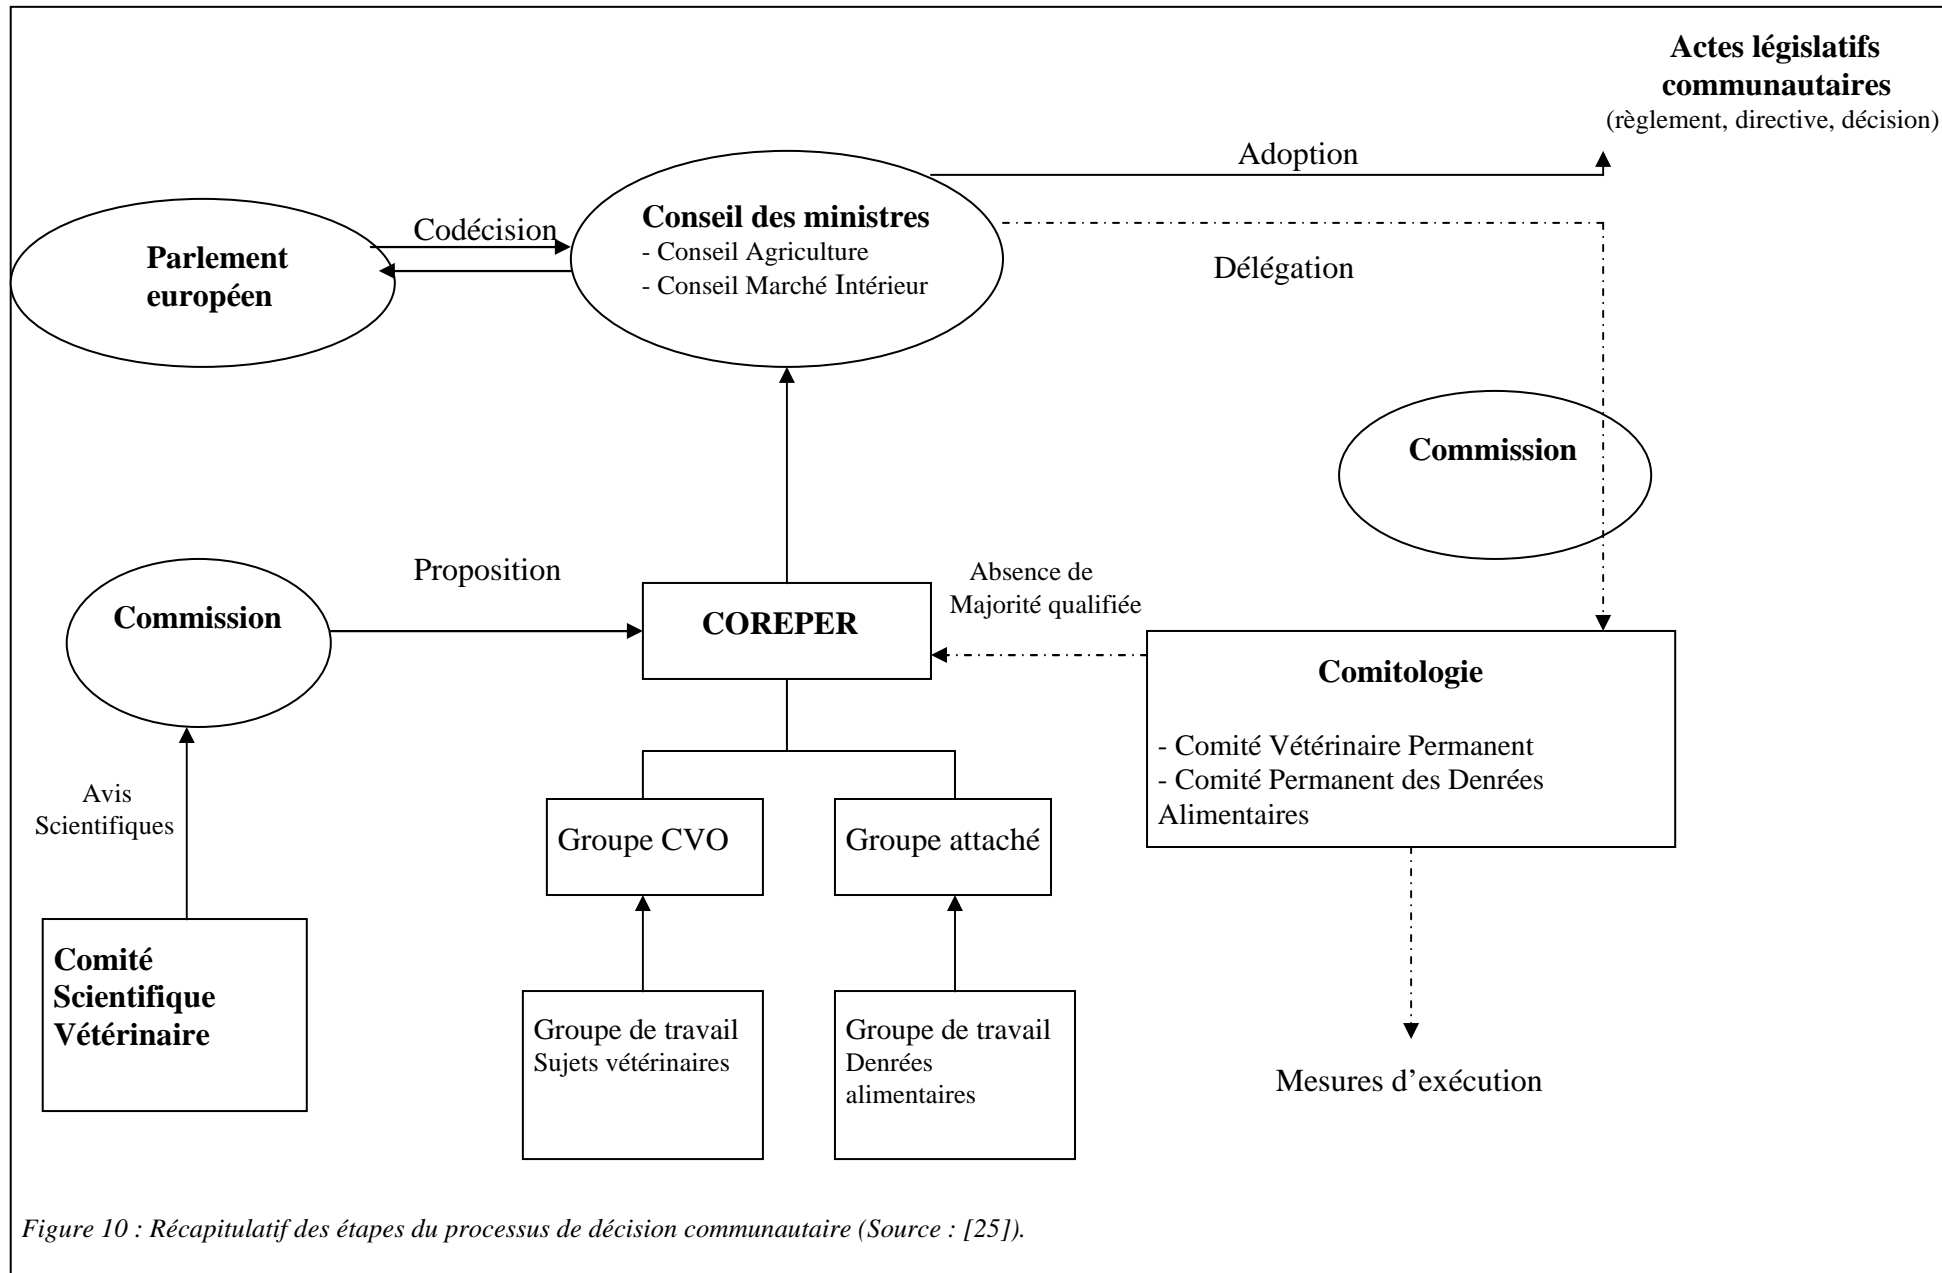 Actes législatifs
communautaires
(règlement, directive, décision)
Adoption
Codécision
Conseil des ministres
- Conseil Agriculture
- Conseil Marché Intérieur
Parlement
européen
Délégation
Commission
Proposition
Absence de
Majorité qualifiée
Commission
COREPER
Comitologie
- Comité Vétérinaire Permanent
- Comité Permanent des Denrées
Alimentaires
Avis
Scientifiques
Groupe CVO
Groupe attaché
Comité
Scientifique
Vétérinaire
Groupe de travail
Sujets vétérinaires
Groupe de travail
Denrées
alimentaires
Mesures d’exécution
Figure 10 : Récapitulatif des étapes du processus de décision communautaire (Source : [25]).